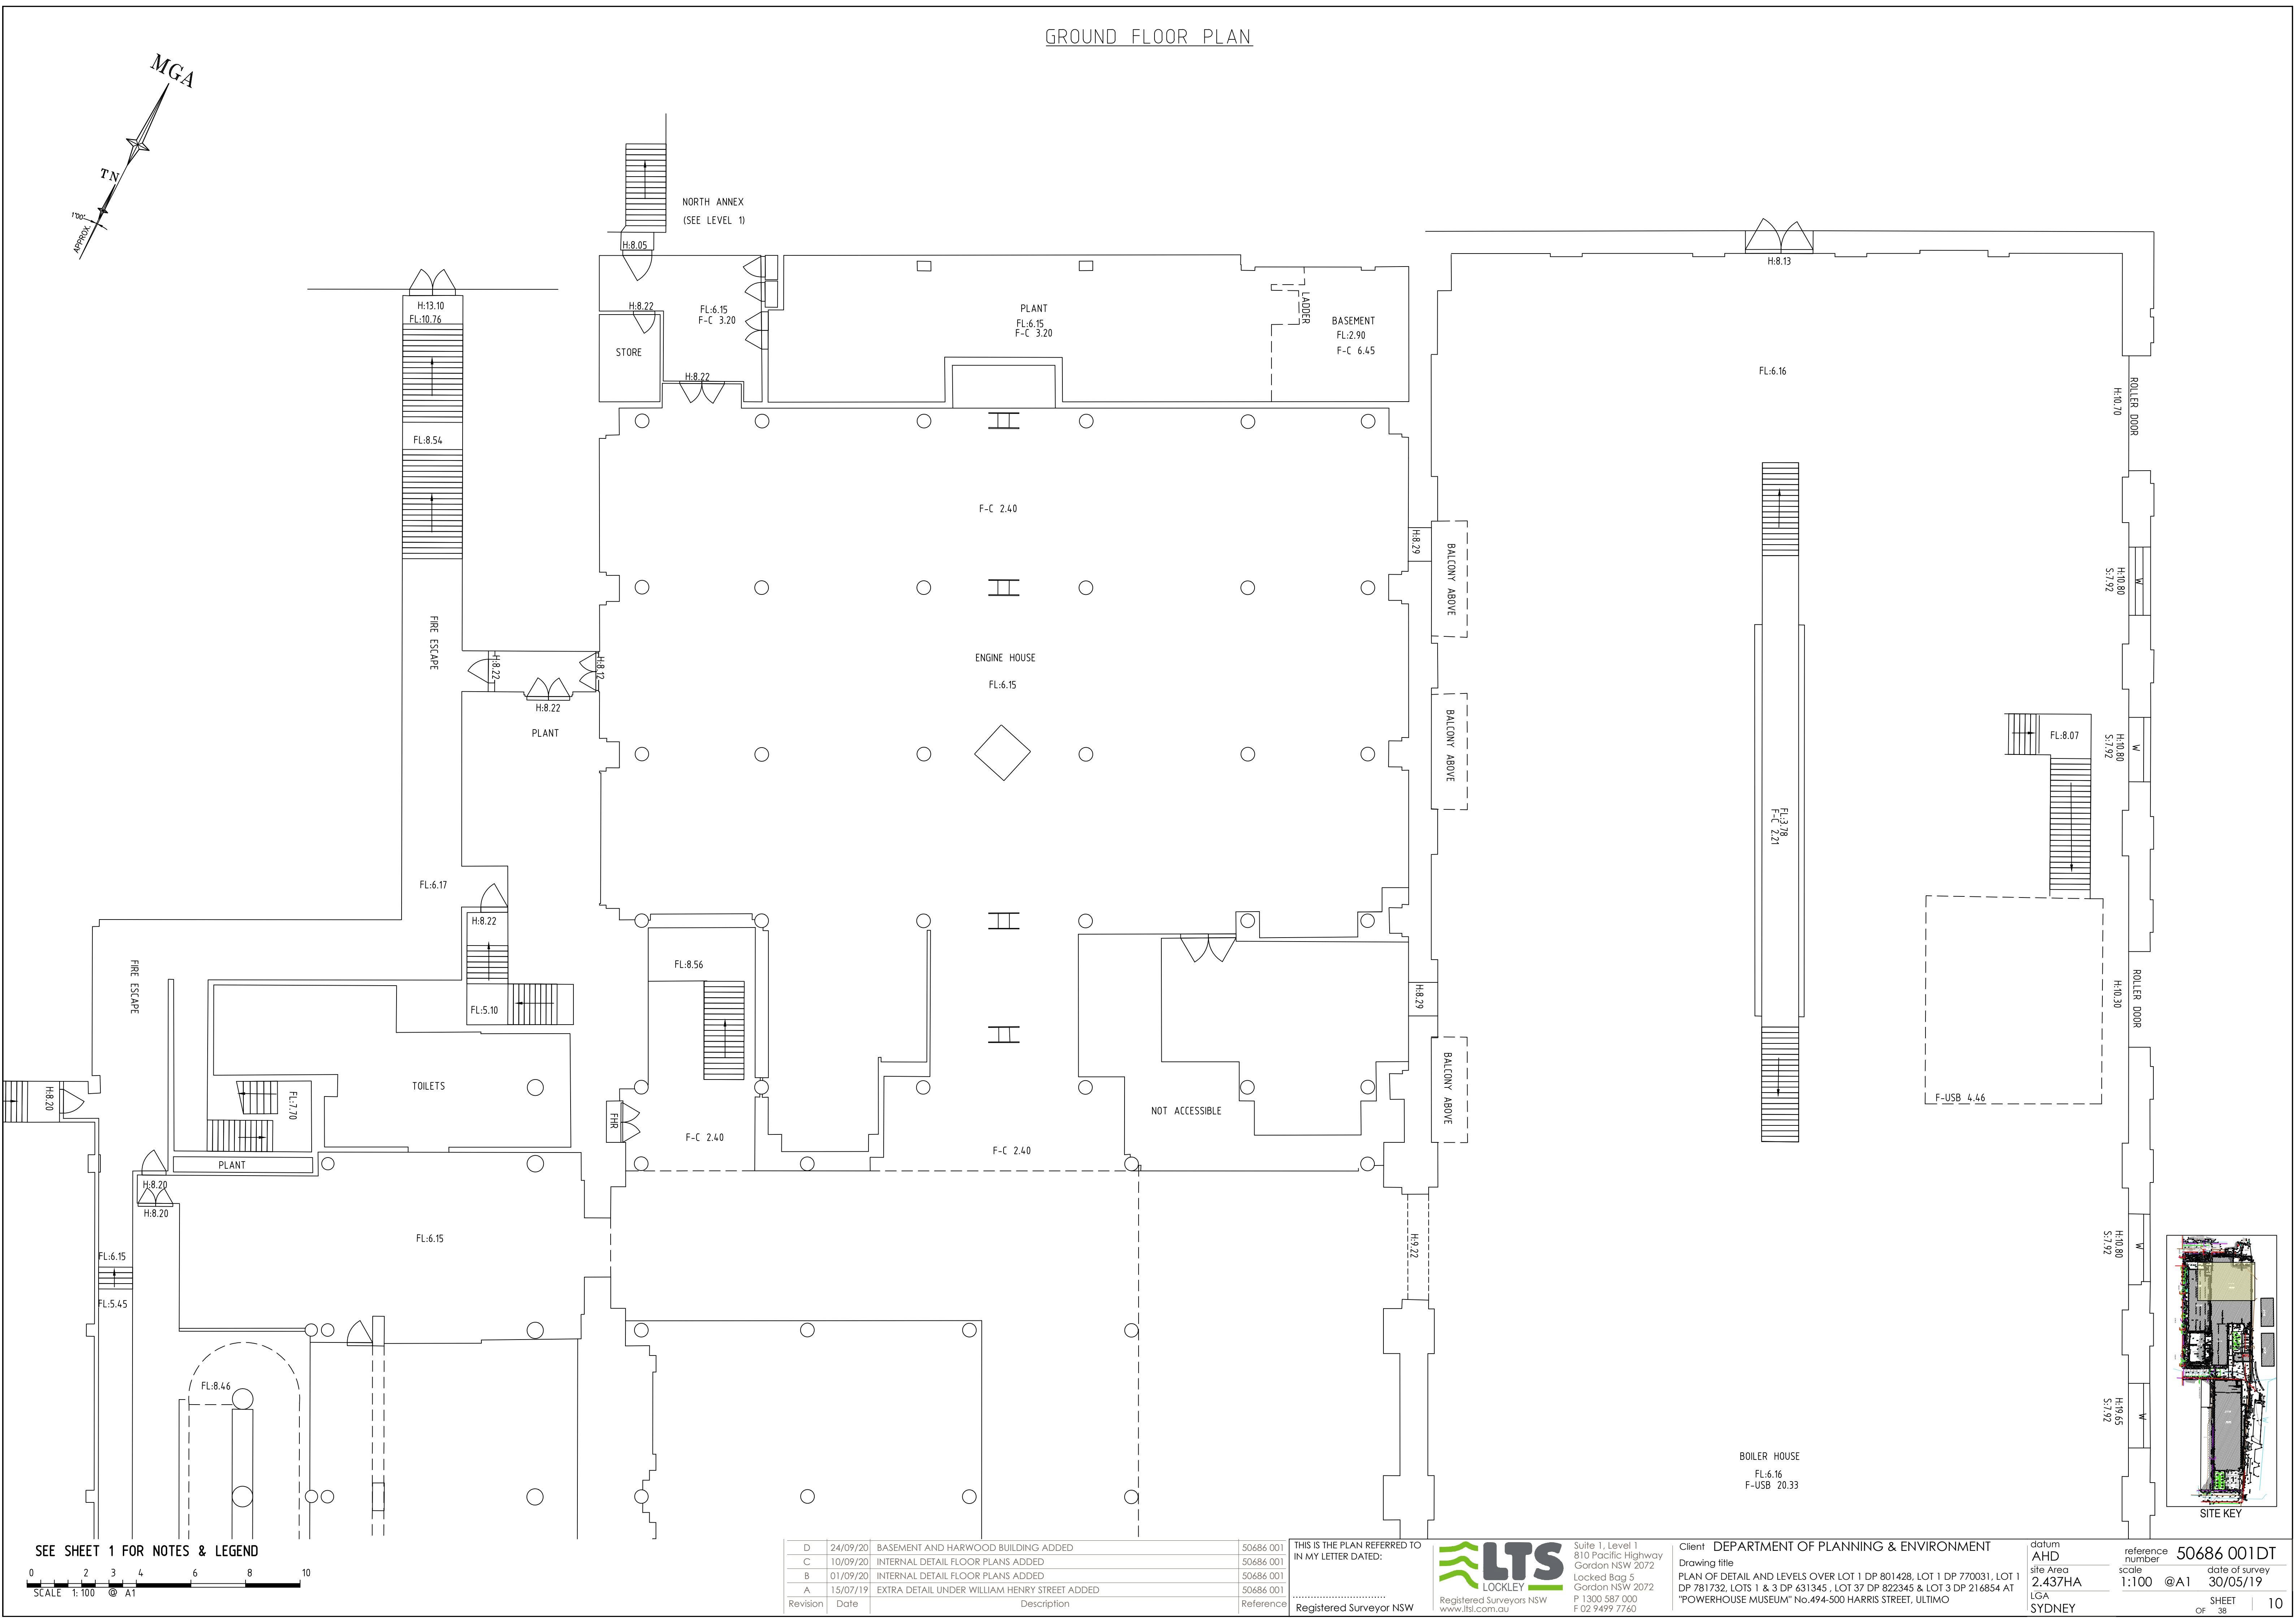 GROUND FLOOR PLAN
MGA
TN
1°00'
APPROX.
NORTH ANNEX
(SEE LEVEL 1)
H:8.05
H:13.10
FL:10.76
H:8.22
FL:6.15
F-C 3.20
STORE
H:8.22
PLANT
FL:6.15
F-C 3.20
LADDER
BASEMENT
FL:2.90
F-C 6.45
H:8.13
FL:6.16
ROLLER DOOR
H:10.70
FL:8.54
F-C 2.40
H:8.29
BALCONY ABOVE
W
H:10.80
S:7.92
FIRE ESCAPE
H:8.22
H:8.12
H:8.22
PLANT
ENGINE HOUSE
FL:6.15
BALCONY ABOVE
FL:8.07
W
H:10.80
S:7.92
FL:3.78
F-C 2.21
FL:6.17
H:8.22
FIRE ESCAPE
FL:8.56
FL:5.10
H:8.29
ROLLER DOOR
H:10.30
TOILETS
H:8.20
FL:7.70
FHR
BALCONY ABOVE
F-USB 4.46
NOT ACCESSIBLE
F-C 2.40
F-C 2.40
PLANT
H:8.20
H:8.20
FL:6.15
FL:6.15
FL:5.45
H:9.22
W
H:10.80
S:7.92
FL:8.46
W
H:19.65
S:7.92
BOILER HOUSE
FL:6.16
F-USB 20.33
SITE KEY
SEE SHEET 1 FOR NOTES & LEGEND
0 2 3 4 6 8 10
SCALE 1: 100 @ A1
D 24/09/20 BASEMENT AND HARWOOD BUILDING ADDED 50686 001
C 10/09/20 INTERNAL DETAIL FLOOR PLANS ADDED 50686 001
B 01/09/20 INTERNAL DETAIL FLOOR PLANS ADDED 50686 001
A 15/07/19 EXTRA DETAIL UNDER WILLIAM HENRY STREET ADDED 50686 001
Revision Date Description Reference
THIS IS THE PLAN REFERRED TO
IN MY LETTER DATED:
Registered Surveyor NSW
LTS
LOCKLEY
Registered Surveyors NSW
www.ltsl.com.au
Suite 1, Level 1
810 Pacific Highway
Gordon NSW 2072
Locked Bag 5
Gordon NSW 2072
P 1300 587 000
F 02 9499 7760
Client DEPARTMENT OF PLANNING & ENVIRONMENT
Drawing title
PLAN OF DETAIL AND LEVELS OVER LOT 1 DP 801428, LOT 1 DP 770031, LOT 1
DP 781732, LOTS 1 & 3 DP 631345 , LOT 37 DP 822345 & LOT 3 DP 216854 AT
"POWERHOUSE MUSEUM" No.494-500 HARRIS STREET, ULTIMO
datum
AHD
site Area
2.437HA
LGA
SYDNEY
reference number 50686 001DT
scale
1:100 @A1
date of survey
30/05/19
SHEET 10
OF 38